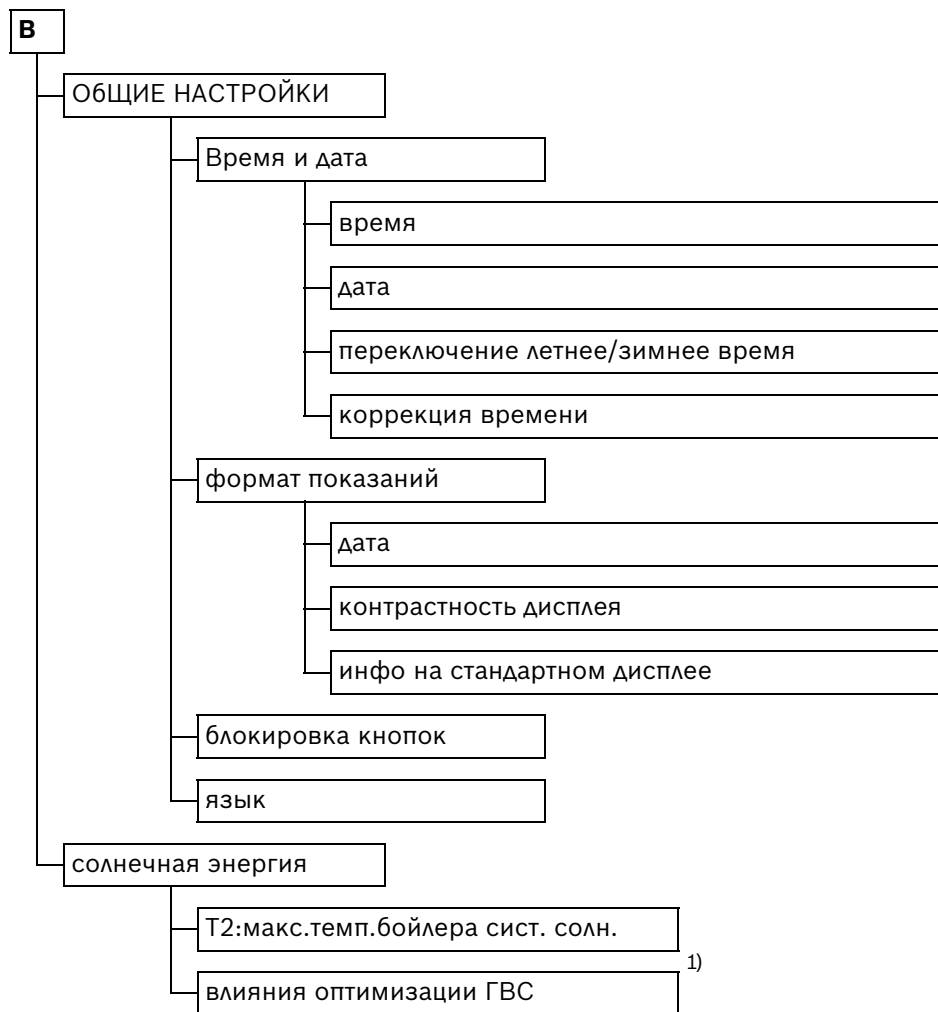 В
ОбЩИЕ НАСТРОЙКИ
Время и дата
время
дата
переключение летнее/зимнее время
коррекция времени
формат показаний
дата
контрастность дисплея
инфо на стандартном дисплее
блокировка кнопок
язык
солнечная энергия
T2:макс.темп.бойлера сист. солн.
1)
влияния оптимизации ГВС